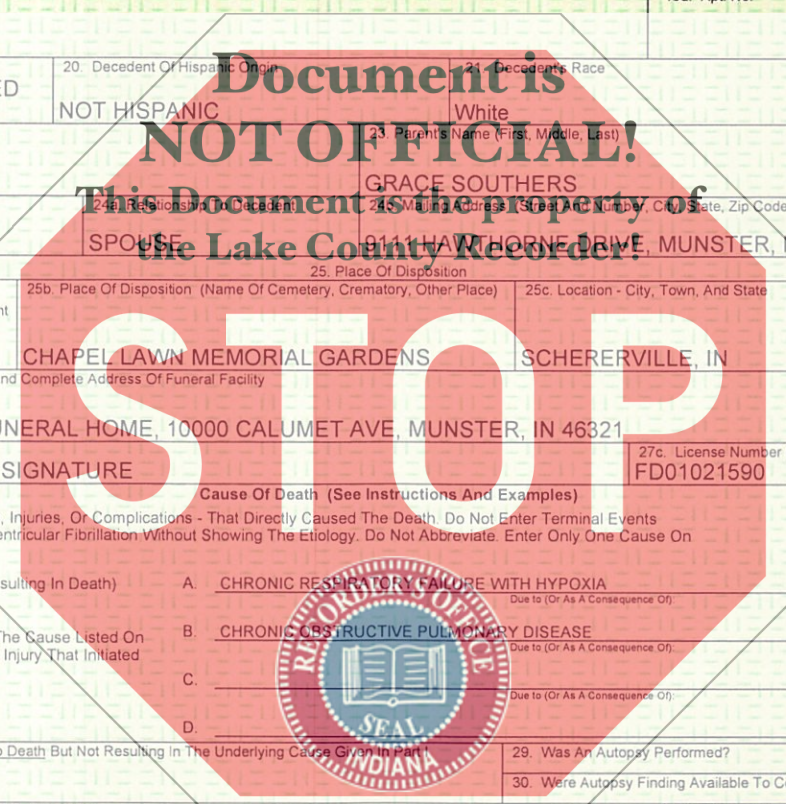 20. Decedent Of Hispanic Origin
21. Decedent's Race
NOT HISPANIC
White
Document is
NOT OFFICIAL!
This Document is the property of
the Lake County Recorder!
23. Parent's Name (First, Middle, Last)
GRACE SOUTHERS
24a. Relationship To Decedent
24b. Mailing Address (Street And Number, City, State, Zip Code
SPOUSE
9111 HAWTHORNE DRIVE, MUNSTER,
25. Place Of Disposition
25b. Place Of Disposition (Name Of Cemetery, Crematory, Other Place)
25c. Location - City, Town, And State
CHAPEL LAWN MEMORIAL GARDENS
SCHERERVILLE, IN
STOP
nd Complete Address Of Funeral Facility
UNERAL HOME, 10000 CALUMET AVE, MUNSTER, IN 46321
SIGNATURE
27c. License Number
FD01021590
Cause Of Death (See Instructions And Examples)
, Injuries, Or Complications - That Directly Caused The Death. Do Not Enter Terminal Events
entricular Fibrillation Without Showing The Etiology. Do Not Abbreviate. Enter Only One Cause On
sulting In Death)
A. CHRONIC RESPIRATORY FAILURE WITH HYPOXIA
Due to (Or As A Consequence Of):
The Cause Listed On
Injury That Initiated
B. CHRONIC OBSTRUCTIVE PULMONARY DISEASE
Due to (Or As A Consequence Of):
C.
Due to (Or As A Consequence Of):
D.
RECORDER'S OFFICE
SEAL
INDIANA
o Death But Not Resulting In The Underlying Cause Given In Part I
29. Was An Autopsy Performed?
30. Were Autopsy Finding Available To Co